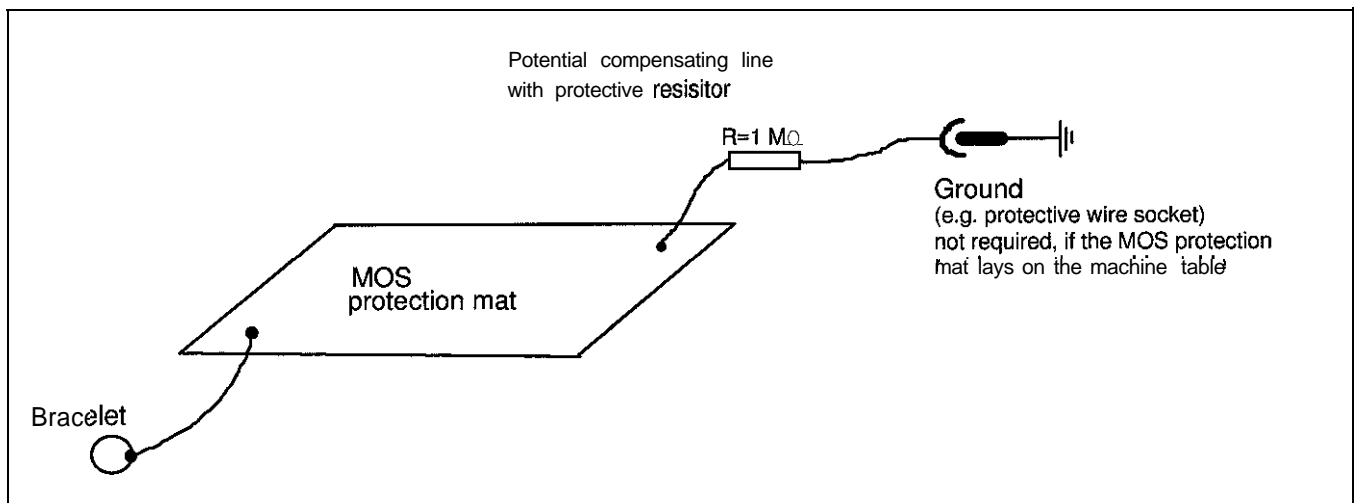 Potential compensating line
with protective resisitor
R=1 MΩ
Ground
(e.g. protective wire socket)
not required, if the MOS protection
mat lays on the machine table
MOS
protection mat
Bracelet